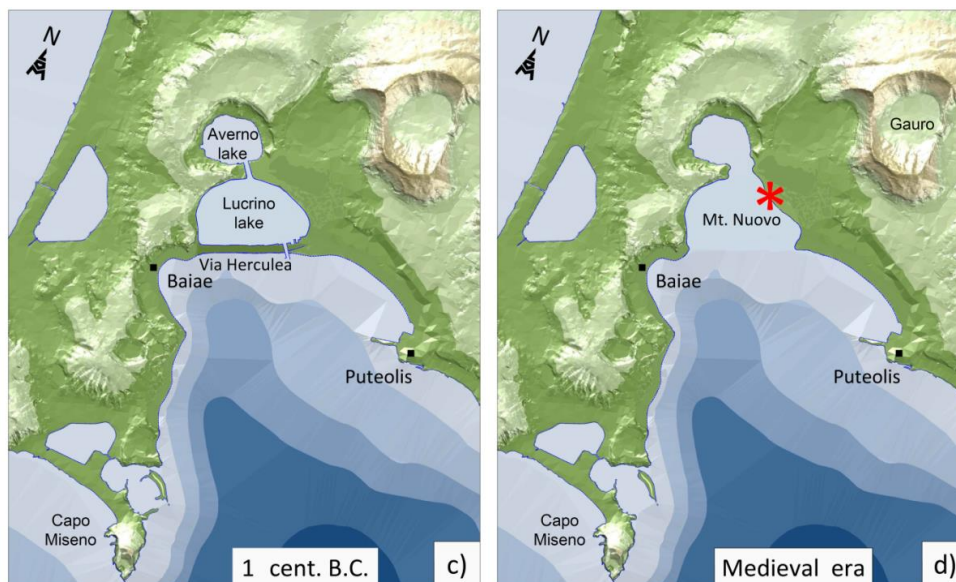 N
Averno
lake
Lucrino
lake
Via Herculea
Baiae
Puteolis
Capo
Miseno
1 cent. B.C.
c)
N
Gauro
Mt. Nuovo
Baiae
Puteolis
Capo
Miseno
Medieval era
d)